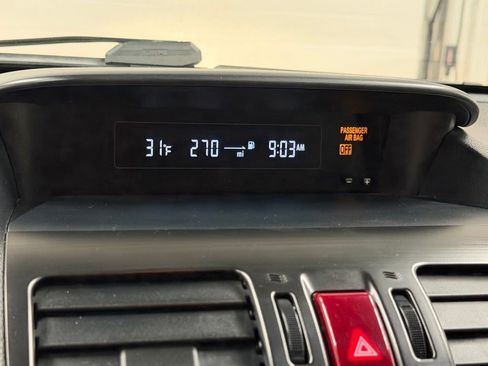 31°F 270 mi 9:03 AM
PASSENGER
AIR BAG
OFF